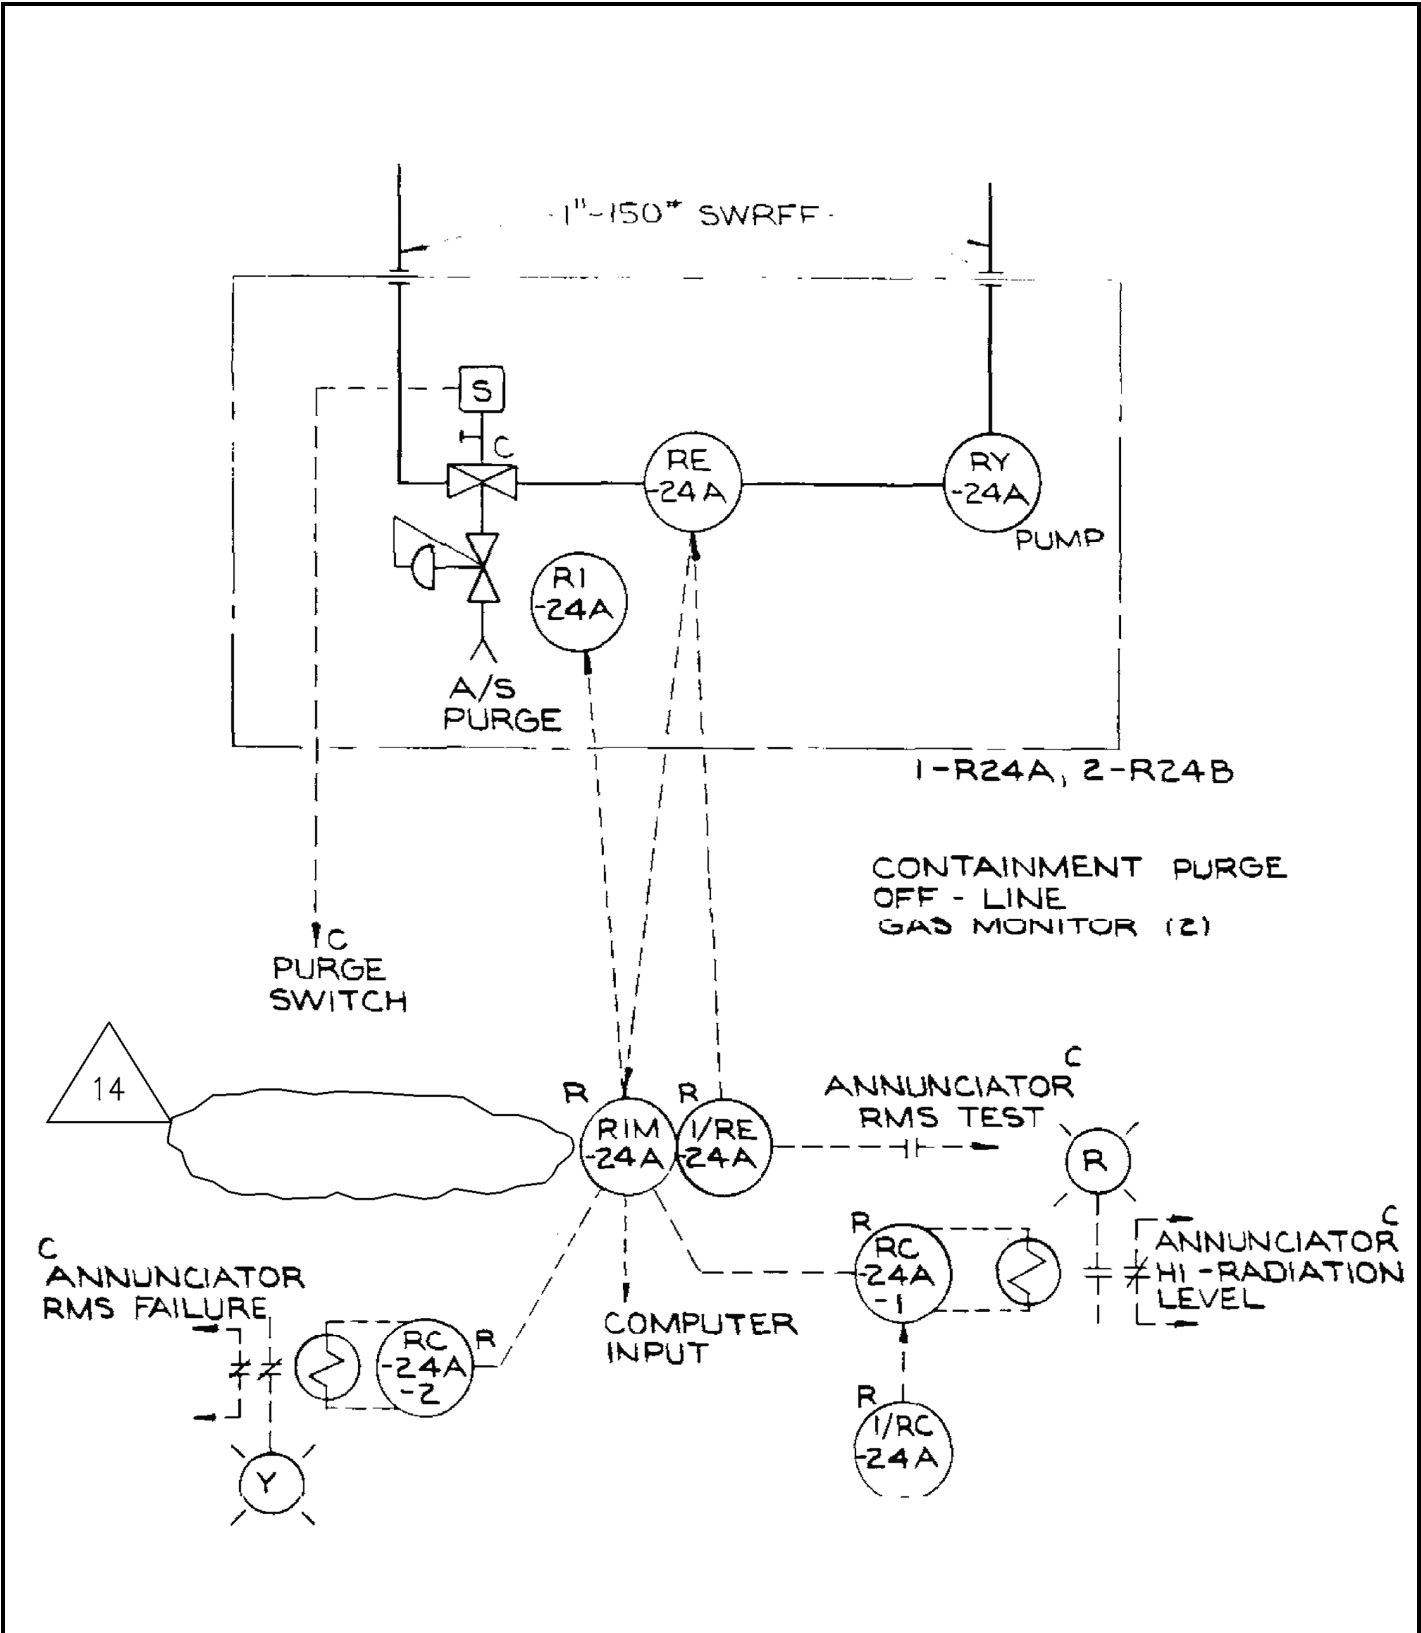 1"-150# SWRFF
S
C
RE
-24A
RY
-24A
PUMP
RI
-24A
A/S
PURGE
1-R24A, 2-R24B
CONTAINMENT PURGE
OFF - LINE
GAS MONITOR (2)
C
PURGE
SWITCH
14
R
RIM
-24A
R
1/RE
-24A
C
ANNUNCIATOR
RMS TEST
R
C
ANNUNCIATOR
HI-RADIATION
LEVEL
R
RC
-24A
-1
C
ANNUNCIATOR
RMS FAILURE
RC
-24A
-2
R
COMPUTER
INPUT
R
1/RC
-24A
Y